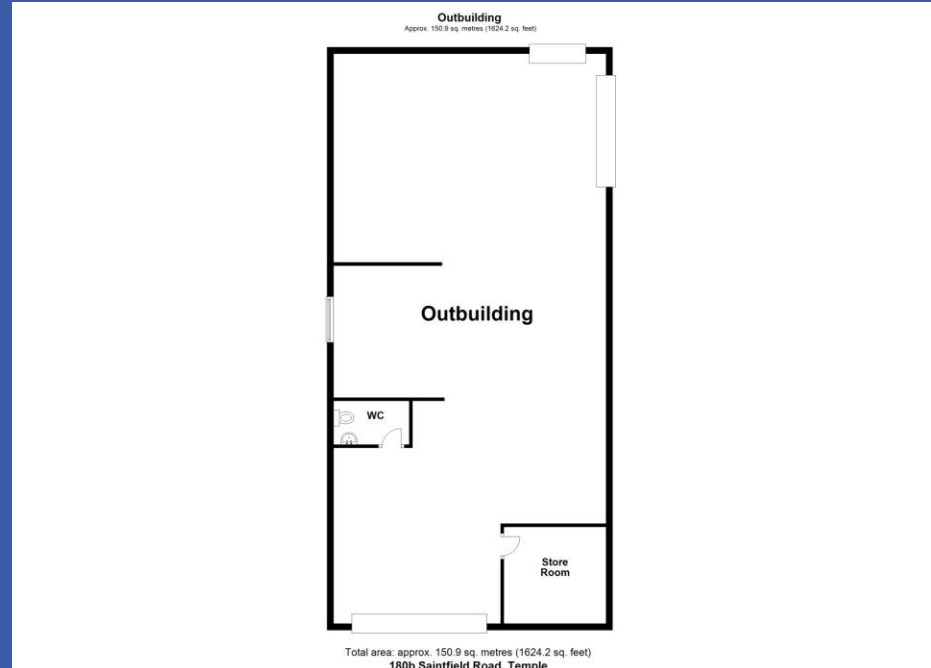 Outbuilding
Approx. 150.9 sq. metres (1624.2 sq. feet)
Outbuilding
WC
Store
Room
Total area: approx. 150.9 sq. metres (1624.2 sq. feet)
180b Saintfield Road, Temple